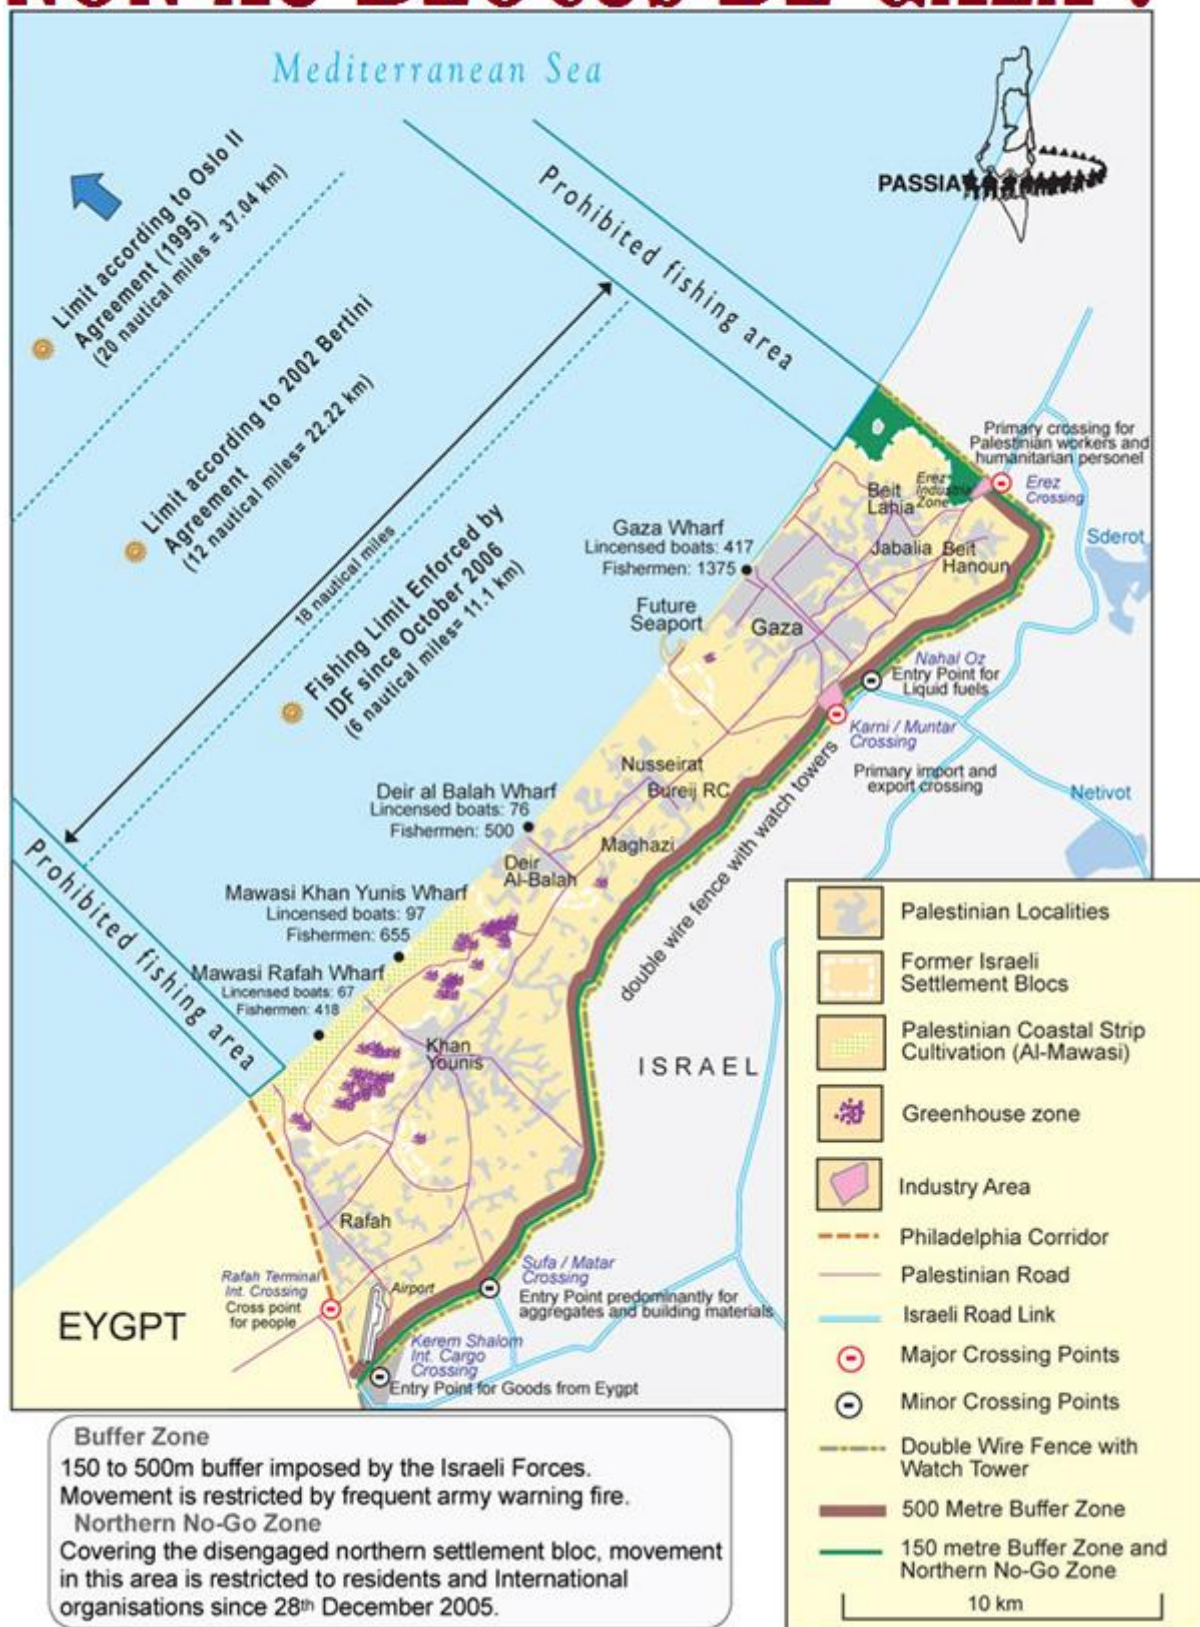 NON AU BLOCUS DE GAZA !
Mediterranean Sea
PASSIA
Limit according to Oslo II
Agreement (1995)
(20 nautical miles = 37.04 km)
Prohibited fishing area
Limit according to 2002 Bertini
Agreement
(12 nautical miles= 22.22 km)
18 nautical miles
Fishing Limit Enforced by
IDF since October 2006
(6 nautical miles= 11.1 km)
Primary crossing for
Palestinian workers and
humanitarian personel
Erez
Crossing
Erez
Industrial
Zone
Beit
Lahia
Jabalia
Beit
Hanoun
Sderot
Gaza Wharf
Lincensed boats: 417
Fishermen: 1375
Future
Seaport
Gaza
Nahal Oz
Entry Point for
Liquid fuels
Karni / Muntar
Crossing
Primary import and
export crossing
Netivot
Nusseirat
Bureij RC
Maghazi
double wire fence with watch towers
Deir al Balah Wharf
Lincensed boats: 76
Fishermen: 500
Deir
Al-Balah
Mawasi Khan Yunis Wharf
Lincensed boats: 97
Fishermen: 655
Mawasi Rafah Wharf
Lincensed boats: 67
Fishermen: 418
Prohibited fishing area
Khan
Younis
ISRAEL
Rafah
Rafah Terminal
Int. Crossing
Cross point
for people
Airport
EYGPT
Sufa / Matar
Crossing
Entry Point predominantly for
aggregates and building materials
Kerem Shalom
Int. Cargo
Crossing
Entry Point for Goods from Eygpt
Palestinian Localities
Former Israeli
Settlement Blocs
Palestinian Coastal Strip
Cultivation (Al-Mawasi)
Greenhouse zone
Industry Area
Philadelphia Corridor
Palestinian Road
Israeli Road Link
Major Crossing Points
Minor Crossing Points
Double Wire Fence with
Watch Tower
500 Metre Buffer Zone
150 metre Buffer Zone and
Northern No-Go Zone
10 km
Buffer Zone
150 to 500m buffer imposed by the Israeli Forces.
Movement is restricted by frequent army warning fire.
Northern No-Go Zone
Covering the disengaged northern settlement bloc, movement
in this area is restricted to residents and International
organisations since 28th December 2005.